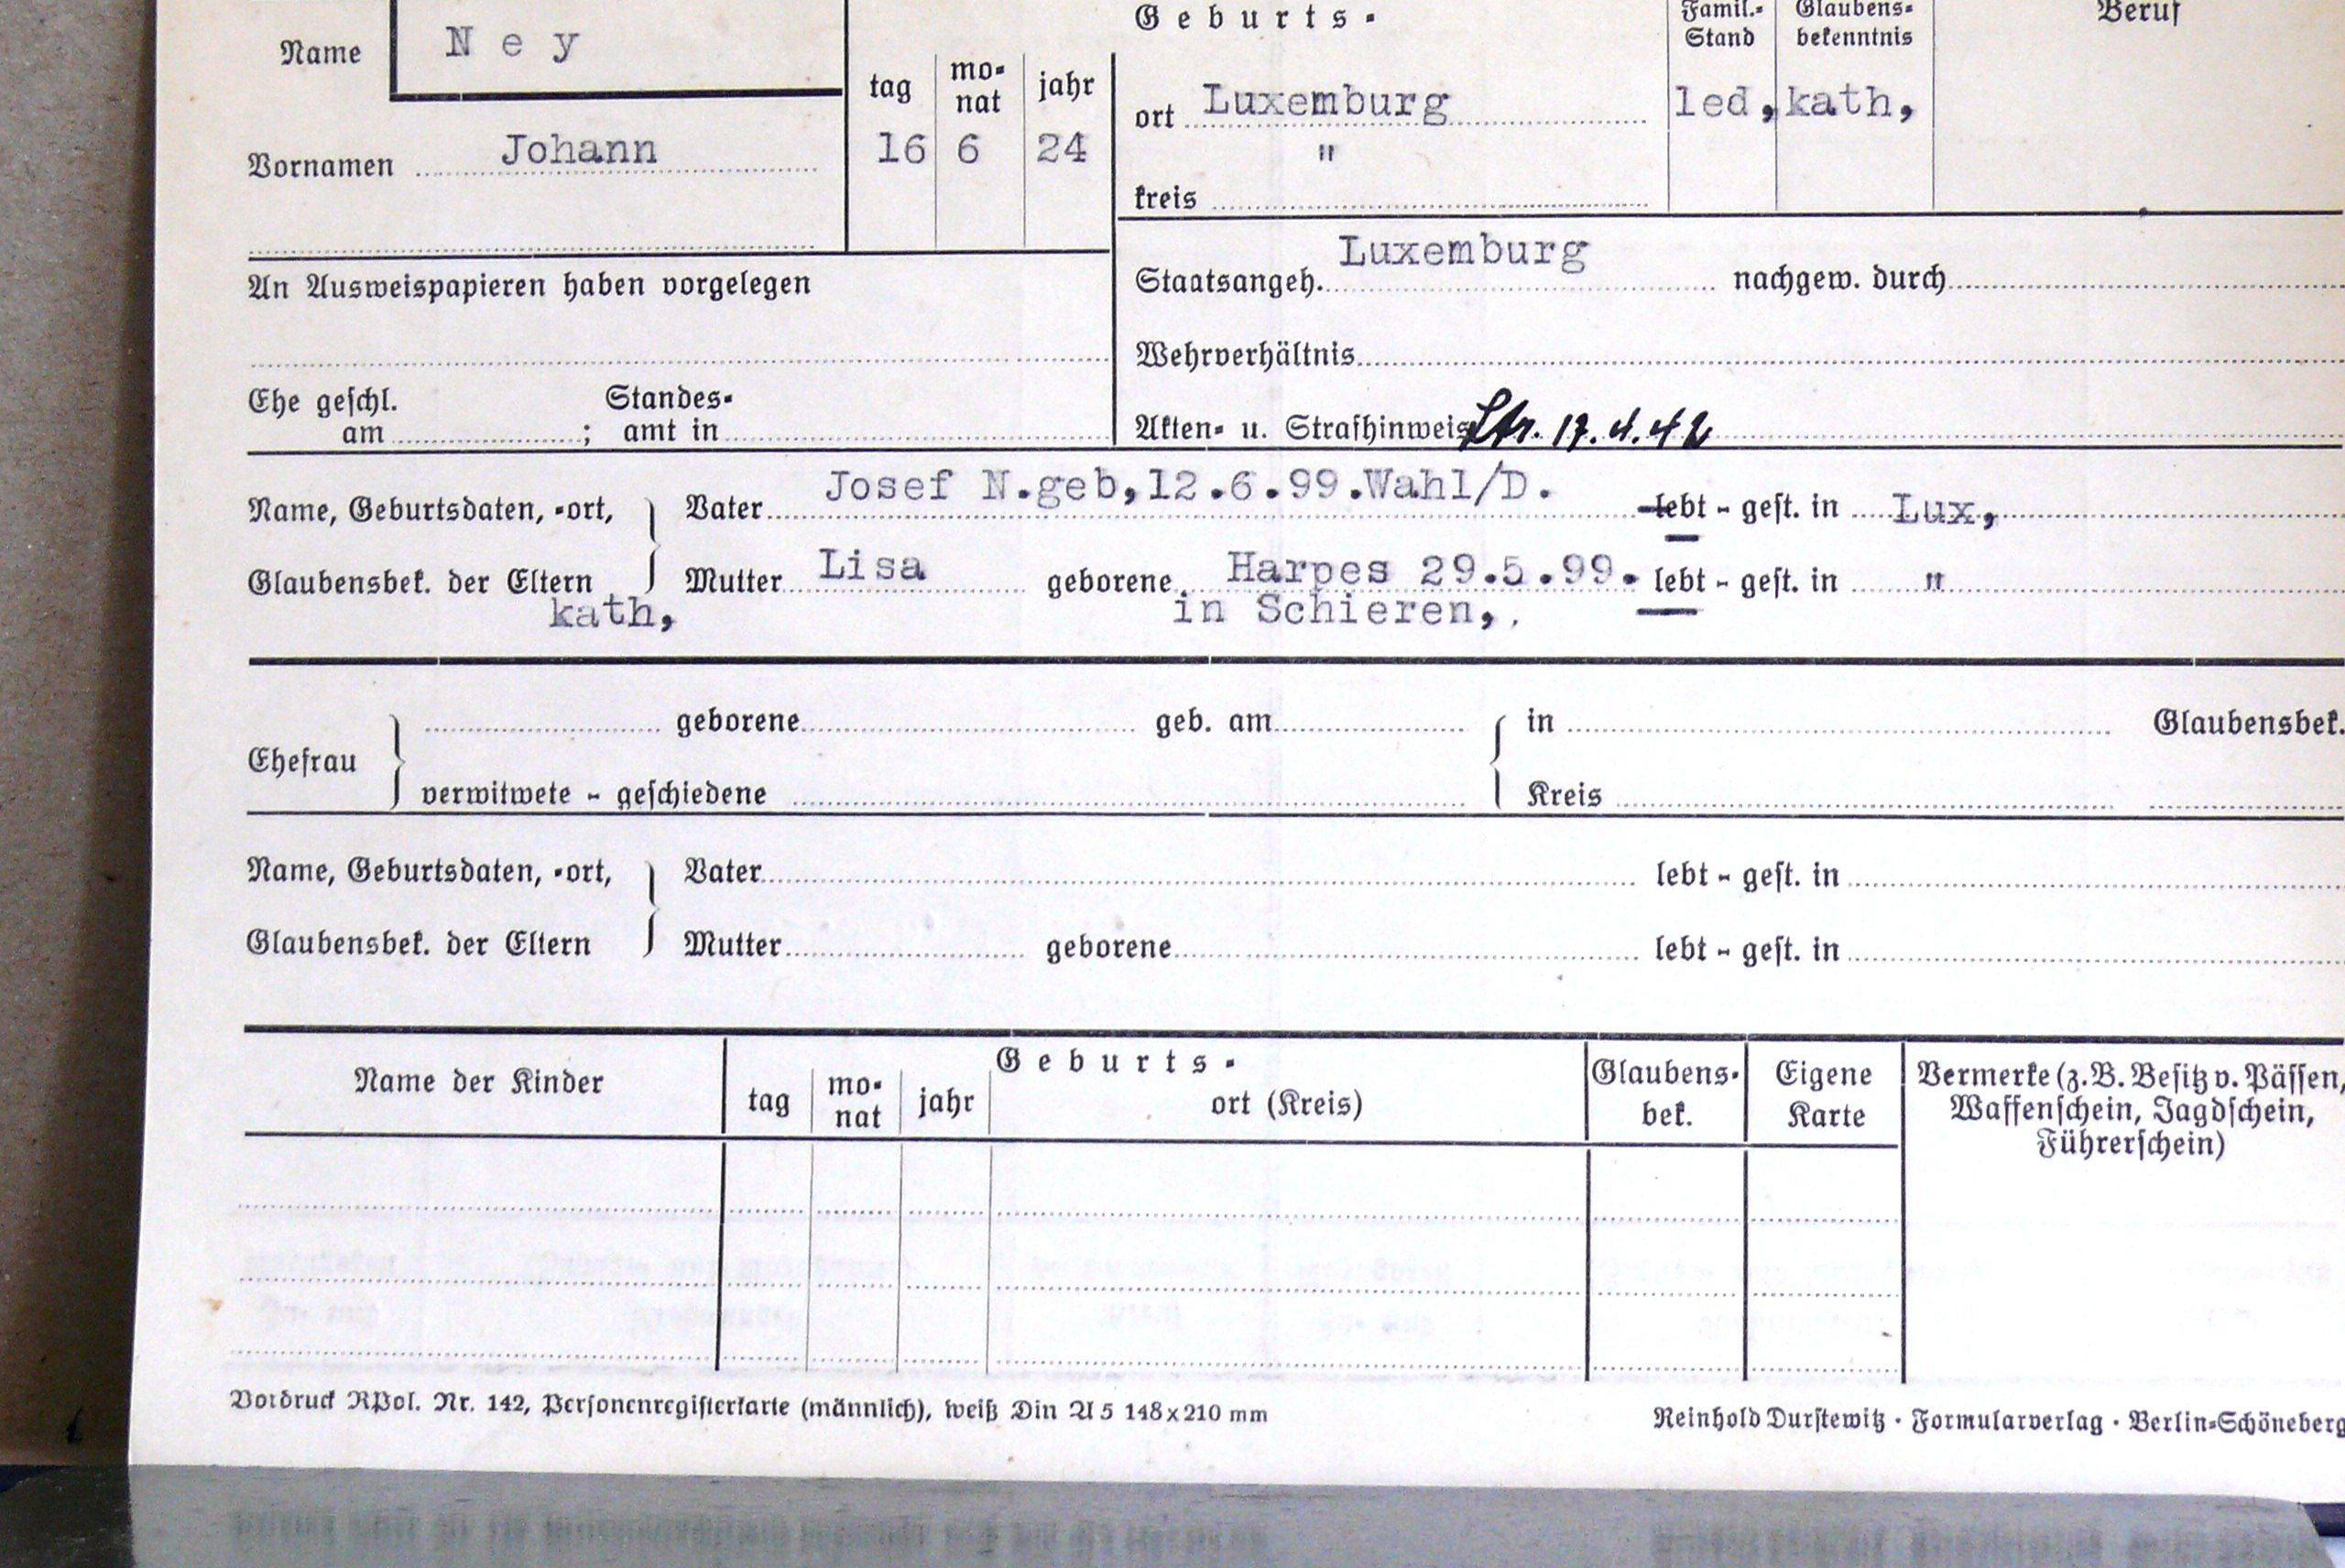 Geburts-
Famil.-
Stand
Glaubens-
bekenntnis
Beruf
Name
Ney
tag
mo-
nat
jahr
ort Luxemburg
led, kath,
Vornamen Johann
16 6 24
"
kreis
An Ausweispapieren haben vorgelegen
Staatsangeh. Luxemburg nachgew. durch
Wehrverhältnis
Ehe geschl.
am ; Standes-
amt in
Akten- u. Strafhinweis Str. 17.4.42
Name, Geburtsdaten, -ort, } Vater Josef N.geb,12.6.99.Wahl/D. lebt - gest. in Lux,
Glaubensbek. der Eltern Mutter Lisa geborene Harpes 29.5.99. lebt - gest. in "
kath, in Schieren,,
Ehefrau } geborene geb. am { in Glaubensbek.
verwitwete - geschiedene Kreis
Name, Geburtsdaten, -ort, } Vater lebt - gest. in
Glaubensbek. der Eltern Mutter geborene lebt - gest. in
Name der Kinder
Geburts-
tag
mo-
nat
jahr
ort (Kreis)
Glaubens-
bek.
Eigene
Karte
Vermerke (z.B. Besitz v. Pässen,
Waffenschein, Jagdschein,
Führerschein)
Vordruck RPol. Nr. 142, Personenregisterkarte (männlich), weiß Din A 5 148x210 mm
Reinhold Durstewitz · Formularverlag · Berlin-Schöneberg